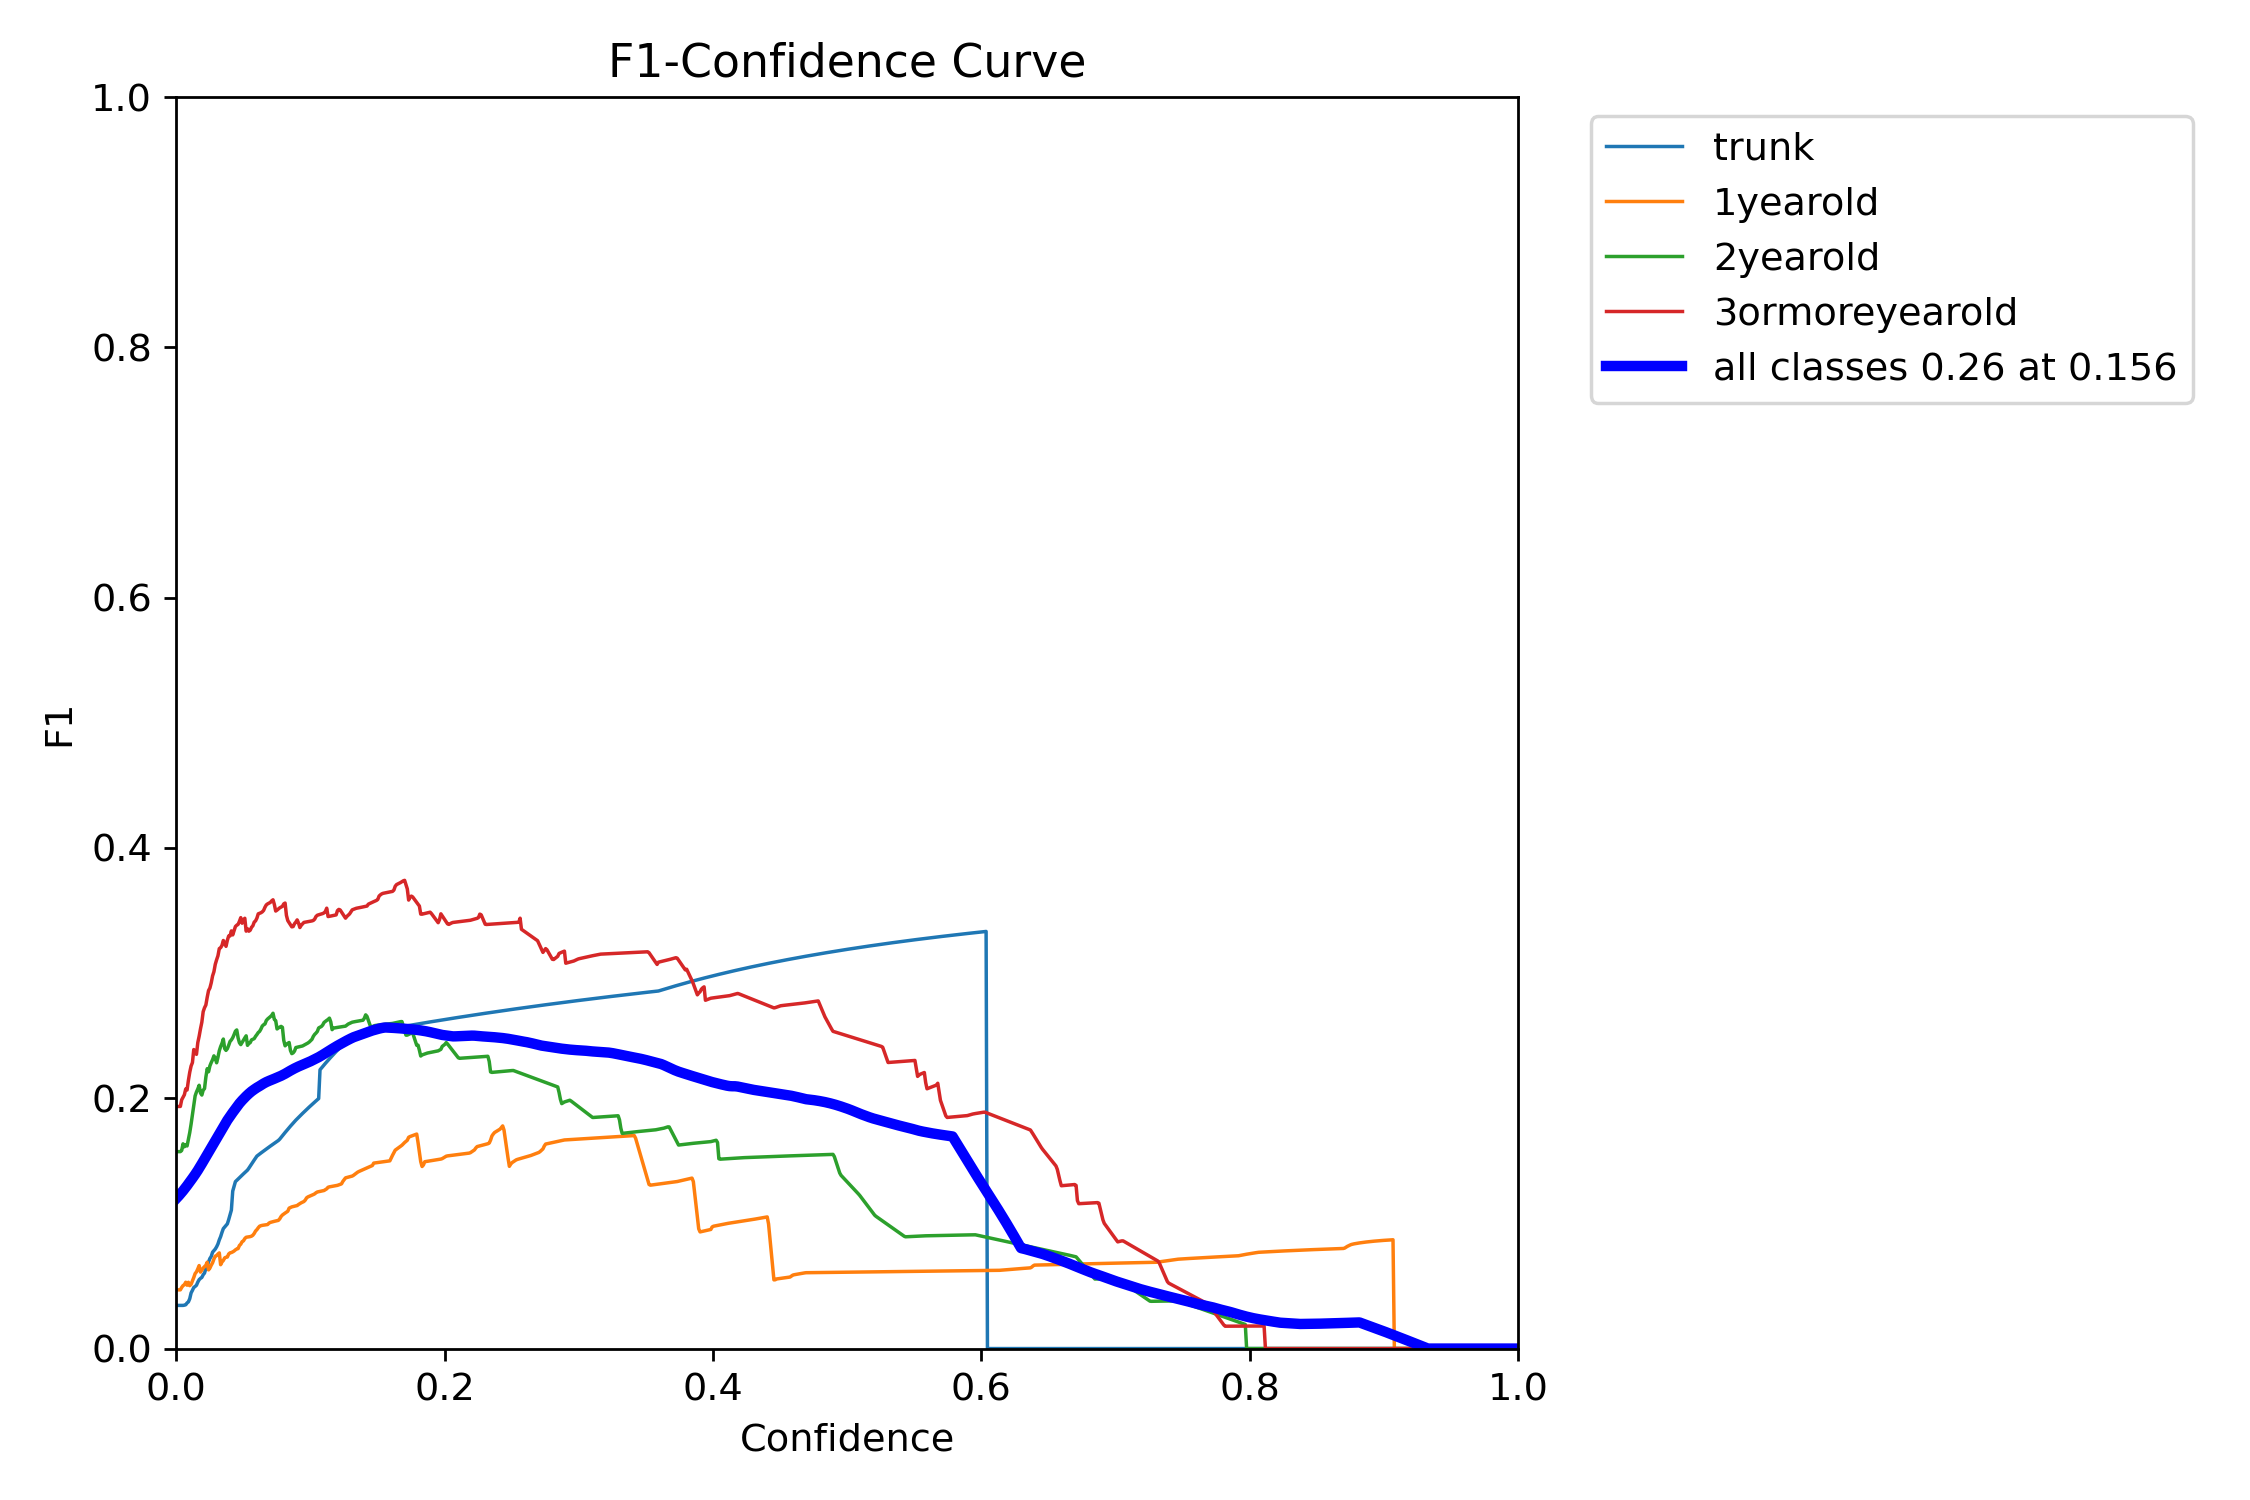 F1-Confidence Curve
1.0
0.8
0.6
0.4
0.2
0.0
F1
0.0 0.2 0.4 0.6 0.8 1.0
Confidence
trunk
1yearold
2yearold
3ormoreyearold
all classes 0.26 at 0.156